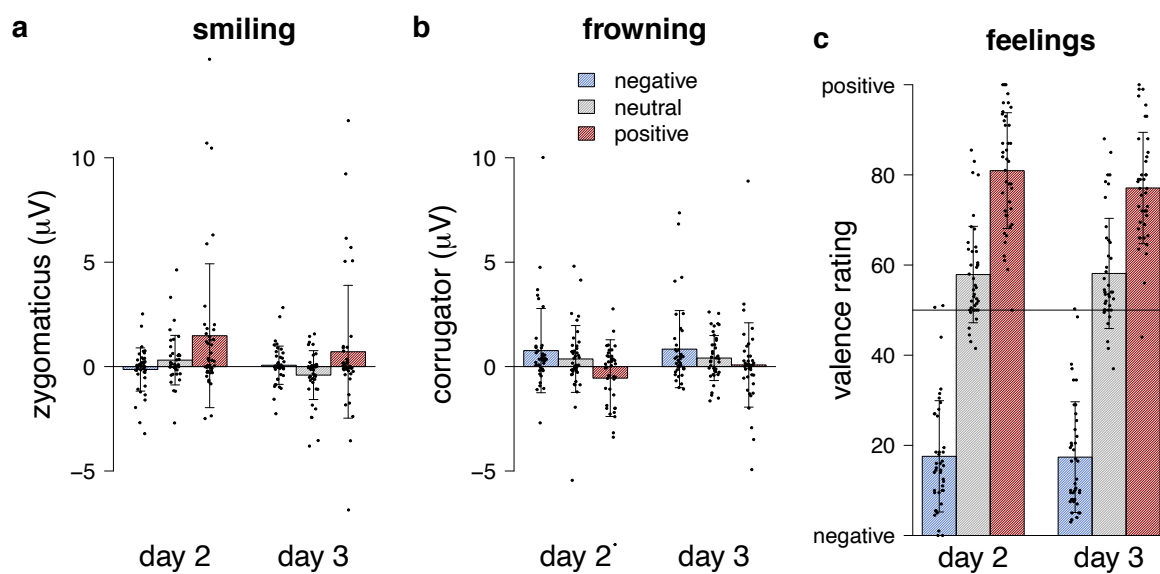 a
smiling
zygomaticus (μV)
10
5
0
−5
day 2
day 3
b
frowning
negative
neutral
positive
corrugator (μV)
10
5
0
−5
day 2
day 3
c
feelings
valence rating
positive
80
60
40
20
negative
day 2
day 3